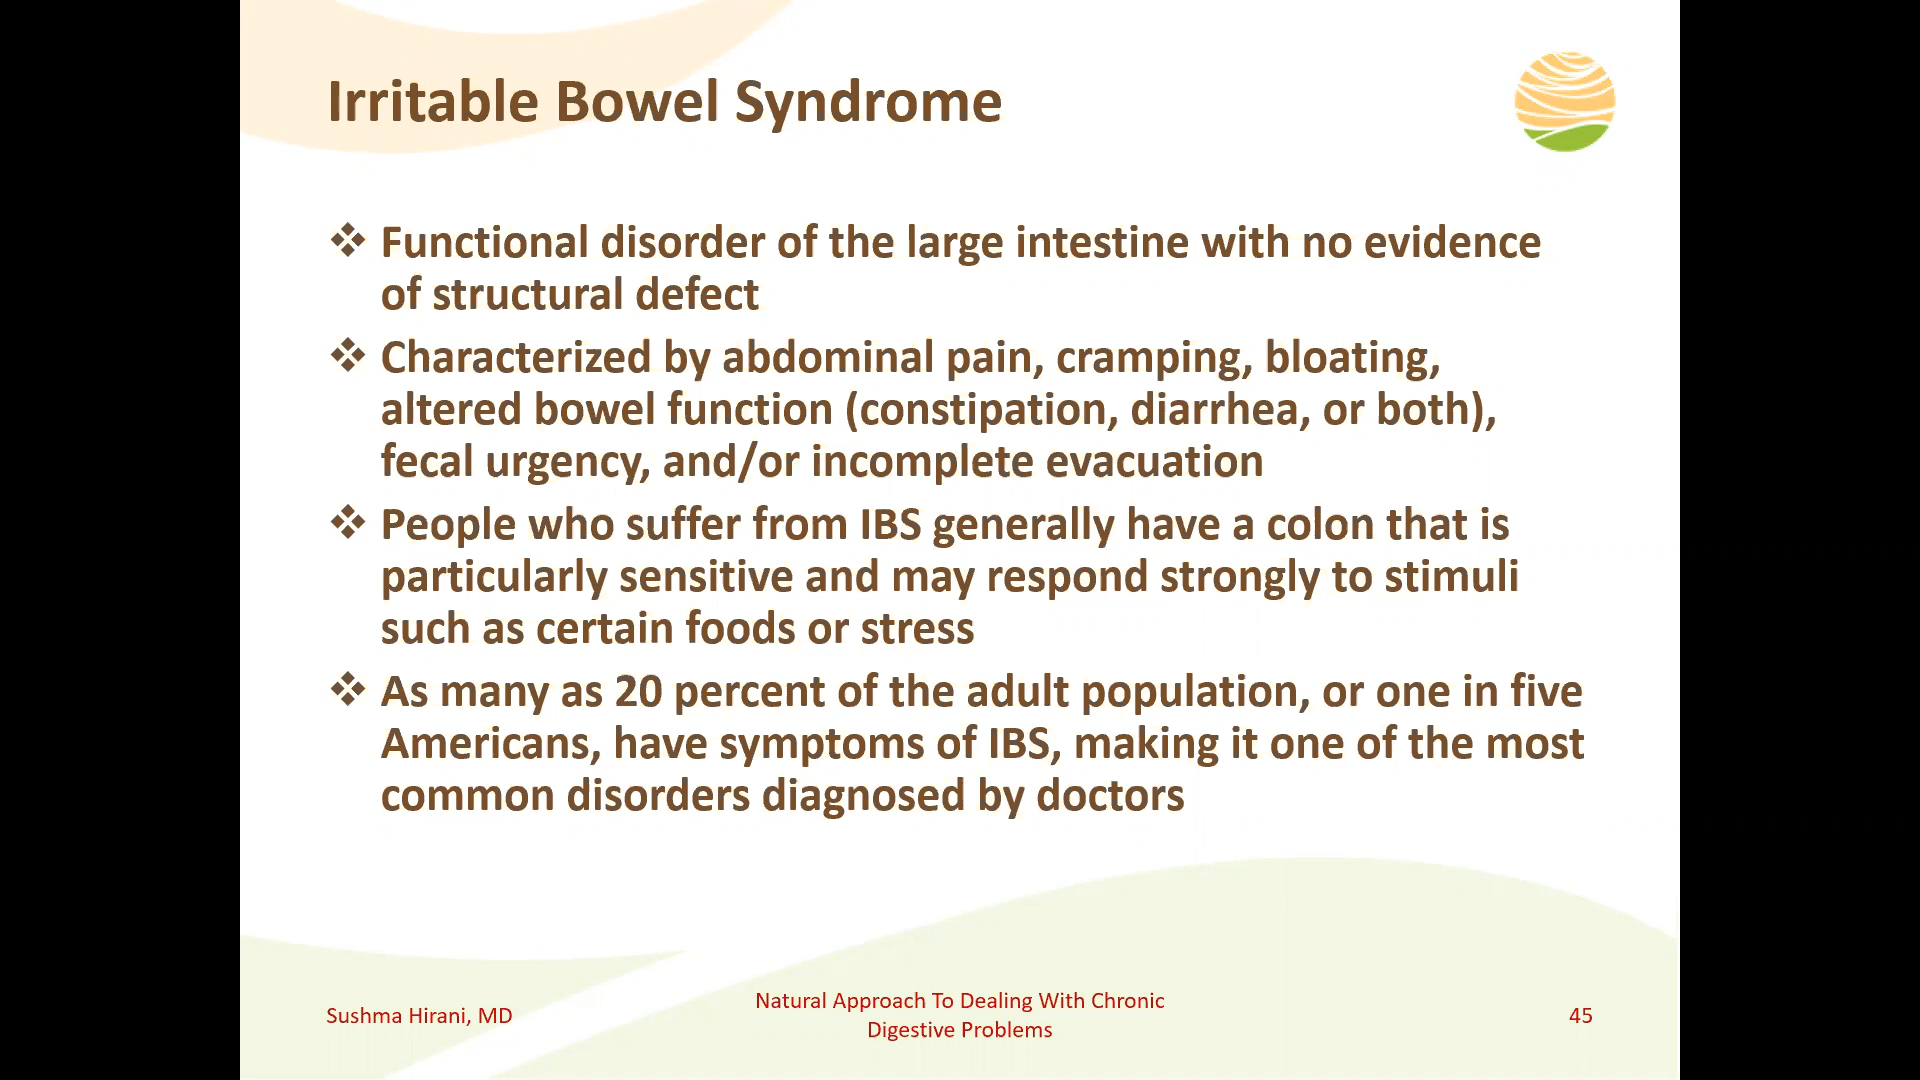 Irritable Bowel Syndrome
❖ Functional disorder of the large intestine with no evidence
of structural defect
❖ Characterized by abdominal pain, cramping, bloating,
altered bowel function (constipation, diarrhea, or both),
fecal urgency, and/or incomplete evacuation
❖ People who suffer from IBS generally have a colon that is
particularly sensitive and may respond strongly to stimuli
such as certain foods or stress
❖ As many as 20 percent of the adult population, or one in five
Americans, have symptoms of IBS, making it one of the most
common disorders diagnosed by doctors
Sushma Hirani, MD
Natural Approach To Dealing With Chronic
Digestive Problems
45